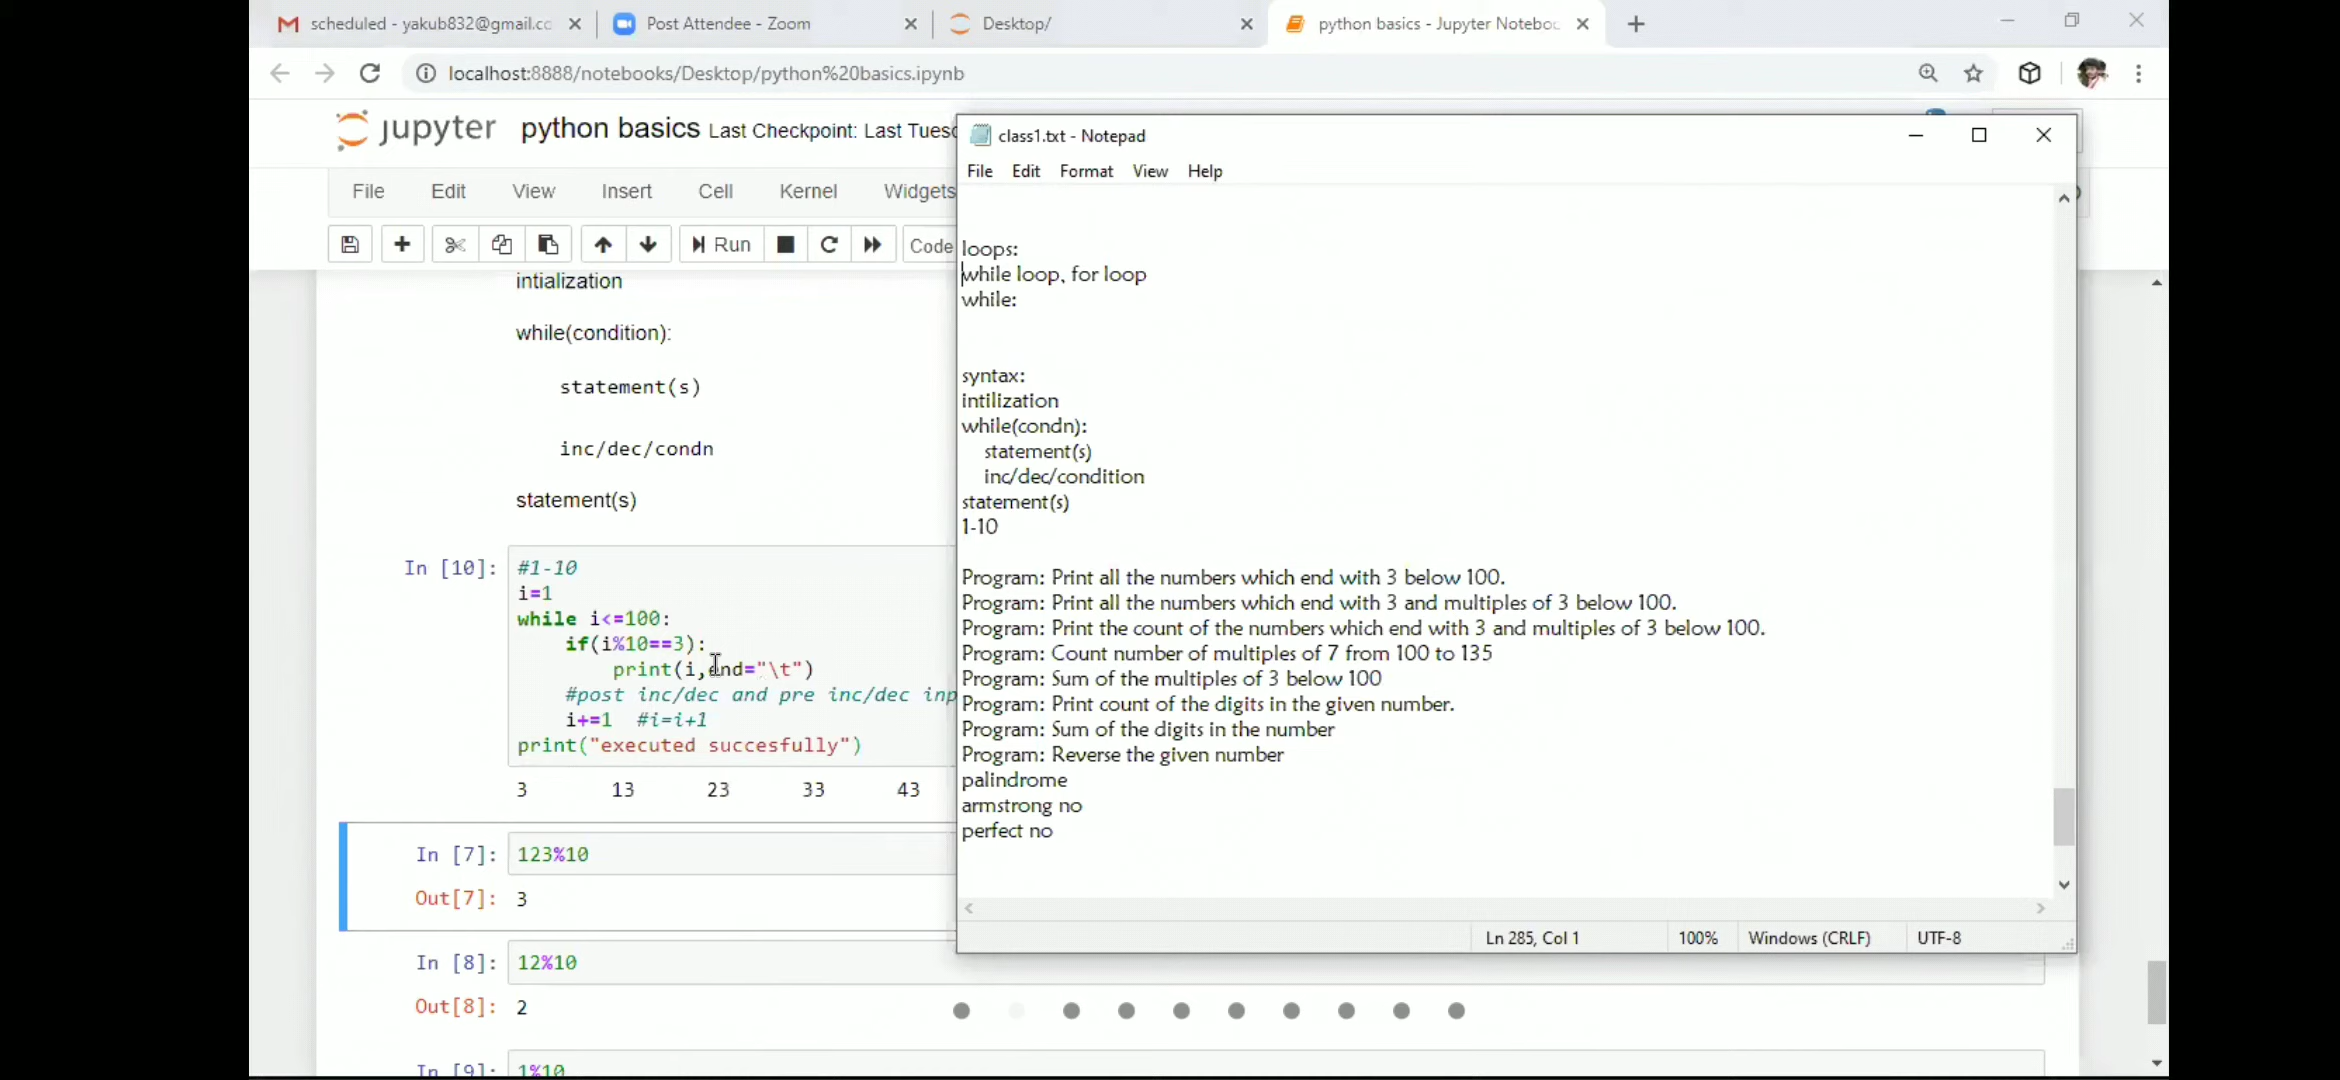 scheduled - yakub832@gmail.cc
Post Attendee - Zoom
Desktop/
python basics - Jupyter Noteboo
localhost:8888/notebooks/Desktop/python%20basics.ipynb
jupyter python basics Last Checkpoint: Last Tuesd
File Edit View Insert Cell Kernel Widgets
Run Code
intialization
while(condition):
statement(s)
inc/dec/condn
statement(s)
In [10]: #1-10
i=1
while i<=100:
if(i%10==3):
print(i,end="\t")
#post inc/dec and pre inc/dec inp
i+=1 #i=i+1
print("executed succesfully")
3 13 23 33 43
In [7]: 123%10
Out[7]: 3
In [8]: 12%10
Out[8]: 2
In [9]: 1%10
class1.txt - Notepad
File Edit Format View Help
loops:
while loop, for loop
while:
syntax:
intilization
while(condn):
statement(s)
inc/dec/condition
statement(s)
1-10
Program: Print all the numbers which end with 3 below 100.
Program: Print all the numbers which end with 3 and multiples of 3 below 100.
Program: Print the count of the numbers which end with 3 and multiples of 3 below 100.
Program: Count number of multiples of 7 from 100 to 135
Program: Sum of the multiples of 3 below 100
Program: Print count of the digits in the given number.
Program: Sum of the digits in the number
Program: Reverse the given number
palindrome
armstrong no
perfect no
Ln 285, Col 1 100% Windows (CRLF) UTF-8